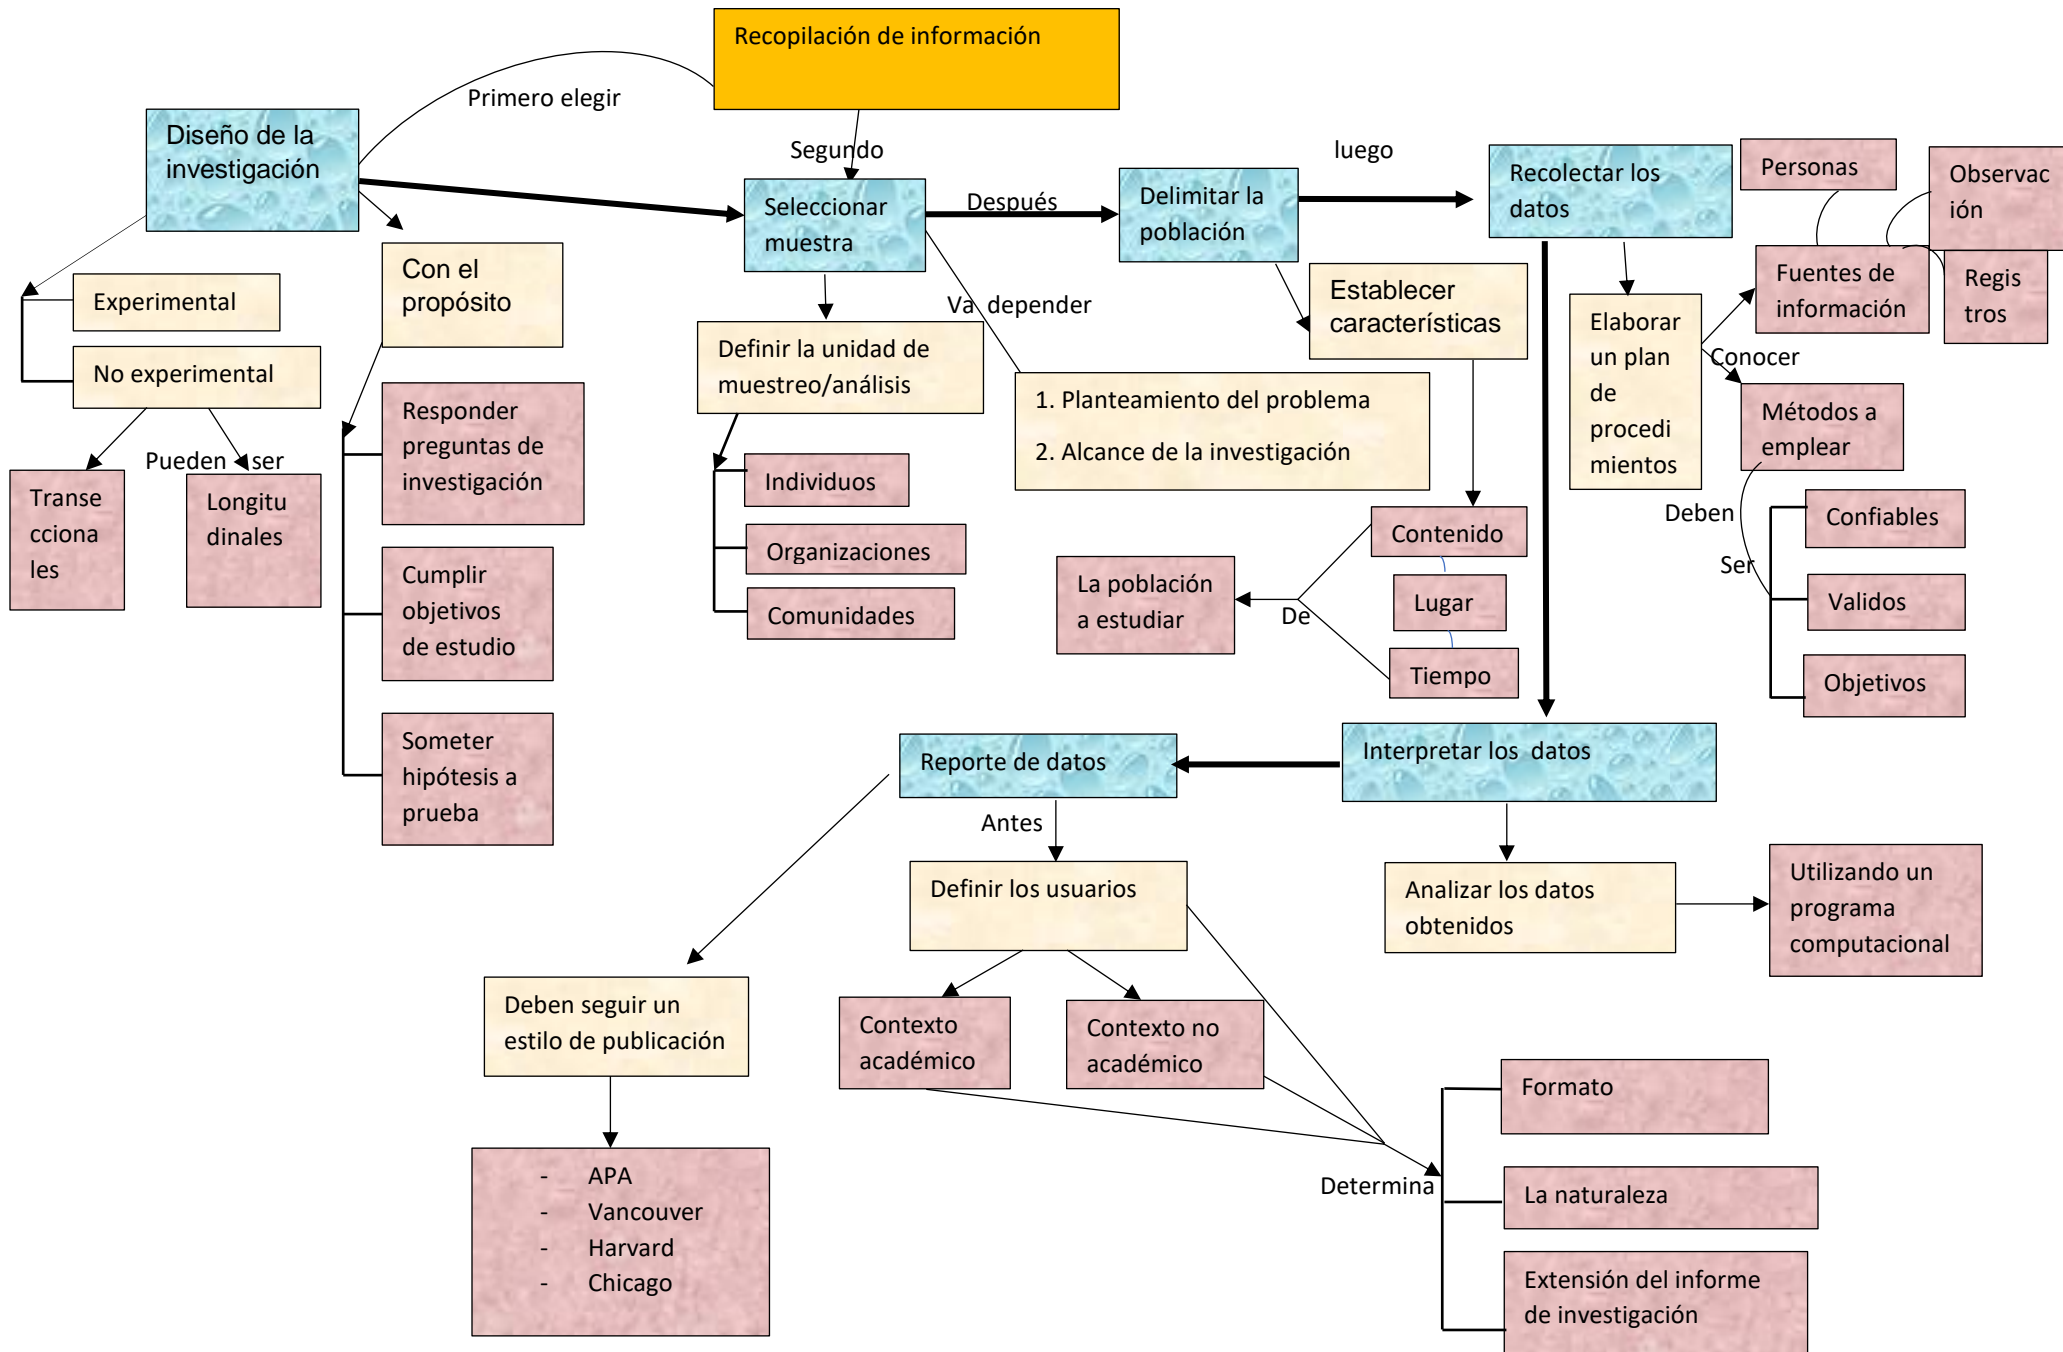 Recopilación de información
Primero elegir
Diseño de la
investigación
Segundo
luego
Seleccionar
muestra
Después
Delimitar la
población
Recolectar los
datos
Personas
Observac
ión
Con el
propósito
Experimental
No experimental
Pueden ser
Transe
cciona
les
Longitu
dinales
Responder
preguntas de
investigación
Cumplir
objetivos
de estudio
Someter
hipótesis a
prueba
Definir la unidad de
muestreo/análisis
Va depender
Individuos
Organizaciones
Comunidades
1. Planteamiento del problema
2. Alcance de la investigación
Establecer
características
Contenido
Lugar
Tiempo
De
La población
a estudiar
Elaborar
un plan
de
procedi
mientos
Conocer
Fuentes de
información
Regis
tros
Métodos a
emplear
Deben
Ser
Confiables
Validos
Objetivos
Interpretar los datos
Reporte de datos
Antes
Definir los usuarios
Analizar los datos
obtenidos
Utilizando un
programa
computacional
Deben seguir un
estilo de publicación
Contexto
académico
Contexto no
académico
- APA
- Vancouver
- Harvard
- Chicago
Determina
Formato
La naturaleza
Extensión del informe
de investigación